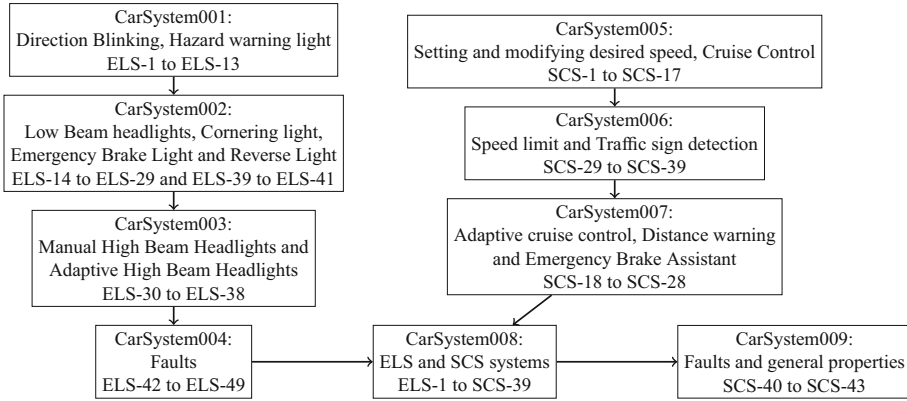 CarSystem001:
Direction Blinking, Hazard warning light
ELS-1 to ELS-13
CarSystem002:
Low Beam headlights, Cornering light,
Emergency Brake Light and Reverse Light
ELS-14 to ELS-29 and ELS-39 to ELS-41
CarSystem003:
Manual High Beam Headlights and
Adaptive High Beam Headlights
ELS-30 to ELS-38
CarSystem004:
Faults
ELS-42 to ELS-49
CarSystem005:
Setting and modifying desired speed, Cruise Control
SCS-1 to SCS-17
CarSystem006:
Speed limit and Traffic sign detection
SCS-29 to SCS-39
CarSystem007:
Adaptive cruise control, Distance warning
and Emergency Brake Assistant
SCS-18 to SCS-28
CarSystem008:
ELS and SCS systems
ELS-1 to SCS-39
CarSystem009:
Faults and general properties
SCS-40 to SCS-43